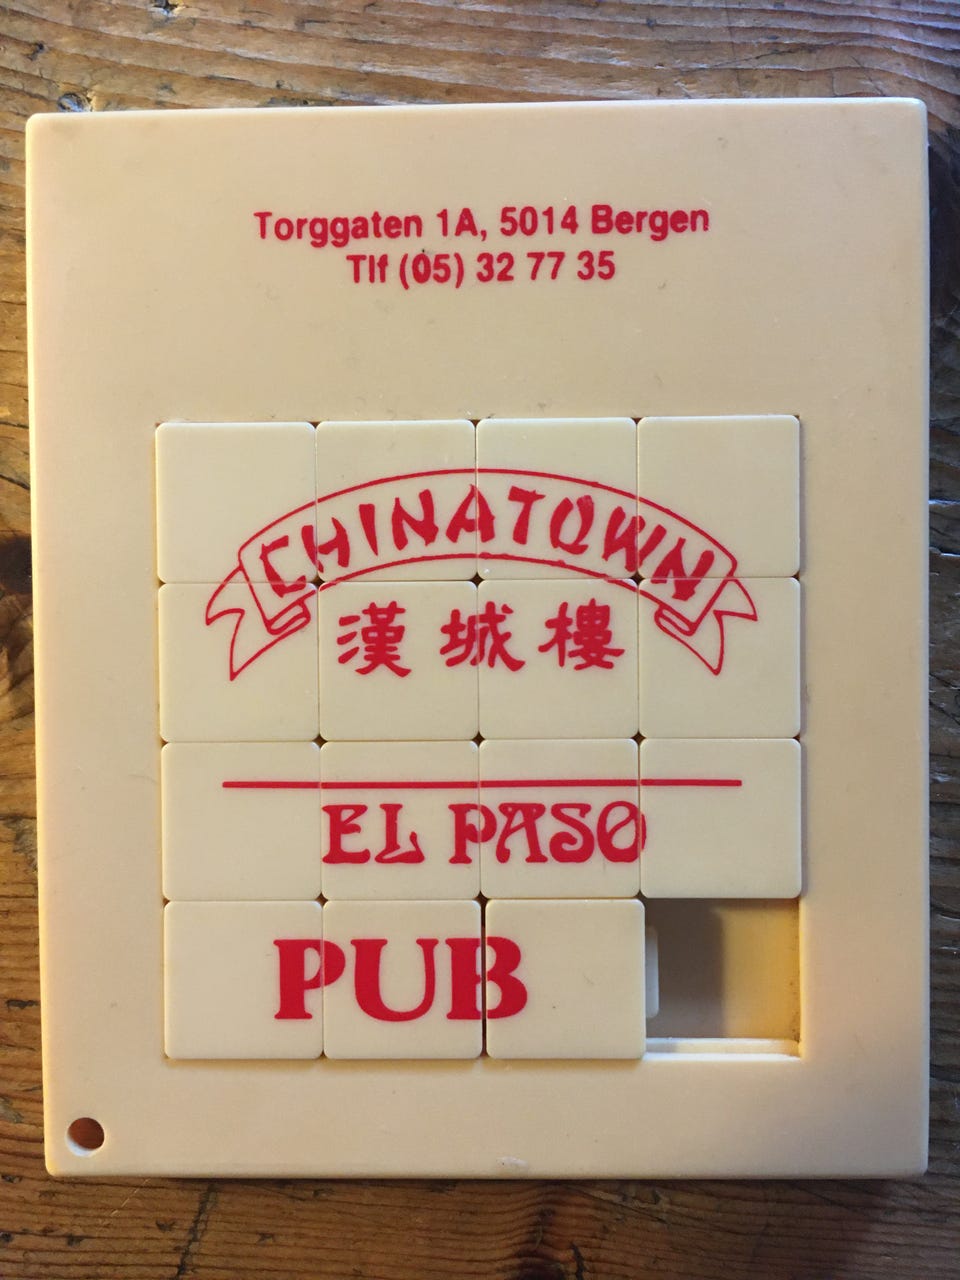 Torggaten 1A, 5014 Bergen
Tlf (05) 32 77 35
CHINATOWN
漢城樓
EL PASO
PUB